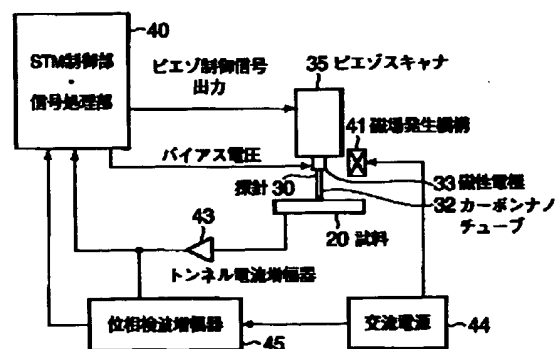 40
STM制御部
・
信号処理部
ピエゾ制御信号
出力
35 ピエゾスキャナ
41 磁場発生機構
バイアス電圧
探針 30
33 磁性電極
32 カーボンナノ
チューブ
43
20 試料
トンネル電流増幅器
位相検波増幅器
45
交流電源
44